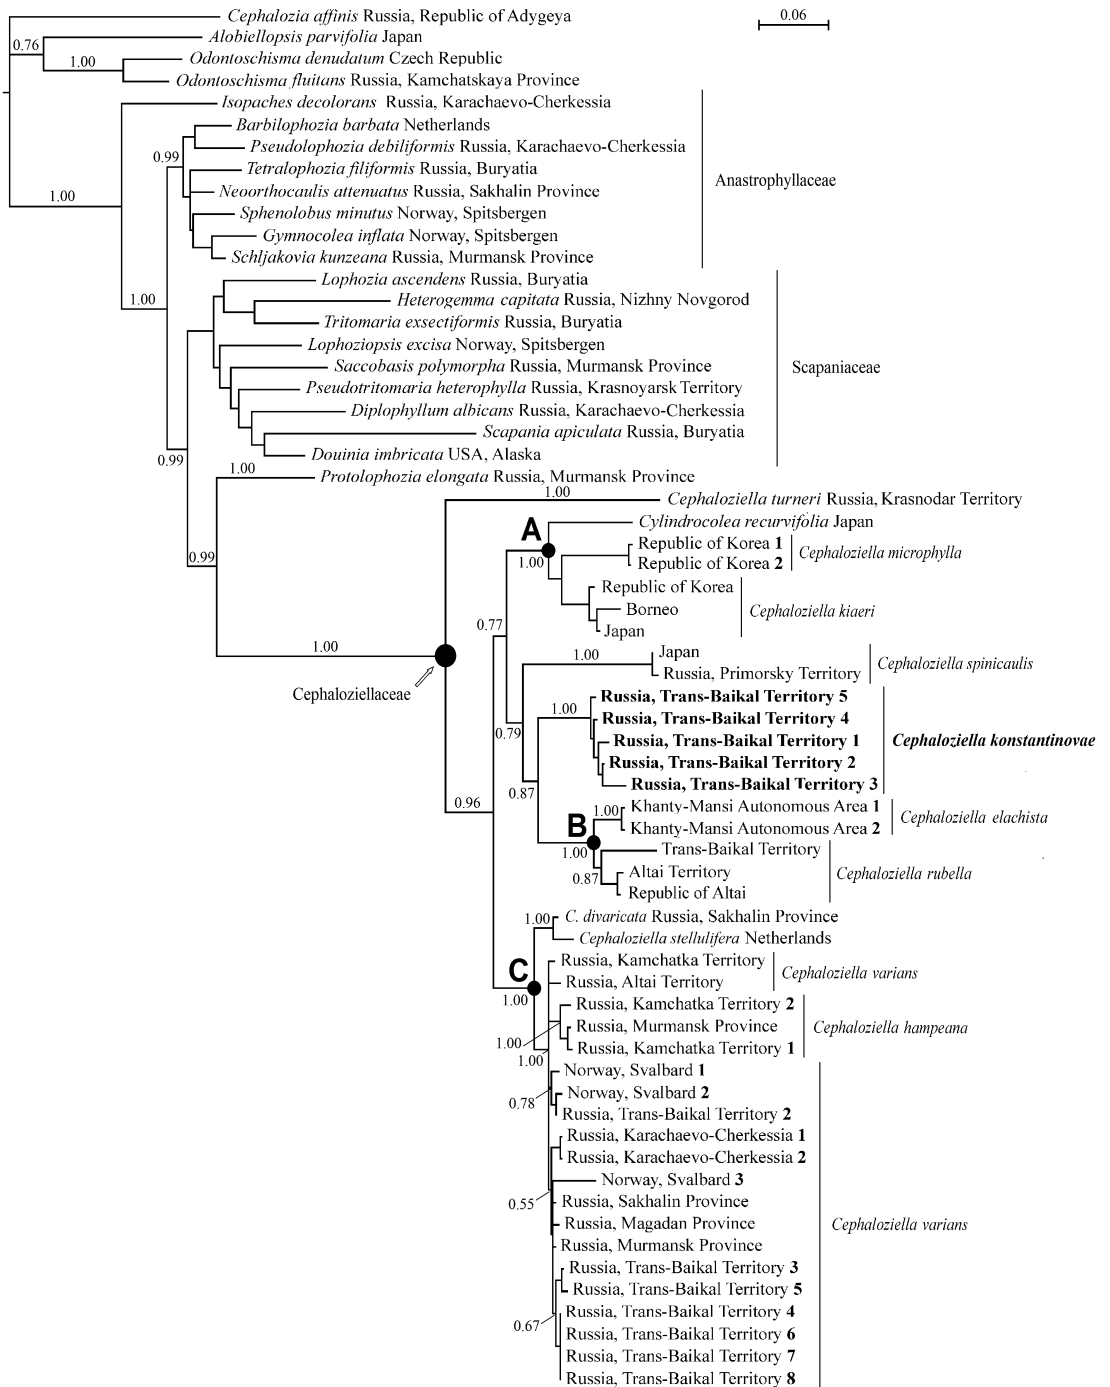 Cephalozia affinis Russia, Republic of Adygeya
0.06
Alobiellopsis parvifolia Japan
0.76
Odontoschisma denudatum Czech Republic
1.00
Odontoschisma fluitans Russia, Kamchatskaya Province
Isopaches decolorans Russia, Karachaevo-Cherkessia
Barbilophozia barbata Netherlands
Pseudolophozia debiliformis Russia, Karachaevo-Cherkessia
0.99
Tetralophozia filiformis Russia, Buryatia
Anastrophyllaceae
Neoorthocaulis attenuatus Russia, Sakhalin Province
1.00
Sphenolobus minutus Norway, Spitsbergen
Gymnocolea inflata Norway, Spitsbergen
Schljakovia kunzeana Russia, Murmansk Province
Lophozia ascendens Russia, Buryatia
1.00
Heterogemma capitata Russia, Nizhny Novgorod
Tritomaria exsectiformis Russia, Buryatia
Lophoziopsis excisa Norway, Spitsbergen
Saccobasis polymorpha Russia, Murmansk Province
Scapaniaceae
Pseudotritomaria heterophylla Russia, Krasnoyarsk Territory
Diplophyllum albicans Russia, Karachaevo-Cherkessia
Scapania apiculata Russia, Buryatia
Douinia imbricata USA, Alaska
0.99
1.00
Protolophozia elongata Russia, Murmansk Province
1.00
Cephaloziella turneri Russia, Krasnodar Territory
A
Cylindrocolea recurvifolia Japan
Republic of Korea 1
Cephaloziella microphylla
0.99
1.00
Republic of Korea 2
Republic of Korea
Borneo
Cephaloziella kiaeri
0.77
Japan
1.00
1.00
Japan
Cephaloziella spinicaulis
Russia, Primorsky Territory
Cephaloziellaceae
Russia, Trans-Baikal Territory 5
1.00
Russia, Trans-Baikal Territory 4
0.79
Russia, Trans-Baikal Territory 1
Cephaloziella konstantinovae
Russia, Trans-Baikal Territory 2
Russia, Trans-Baikal Territory 3
0.87
0.96
1.00
Khanty-Mansi Autonomous Area 1
Cephaloziella elachista
B
Khanty-Mansi Autonomous Area 2
1.00
Trans-Baikal Territory
Altai Territory
Cephaloziella rubella
0.87
Republic of Altai
1.00
C. divaricata Russia, Sakhalin Province
Cephaloziella stellulifera Netherlands
C
Russia, Kamchatka Territory
Cephaloziella varians
Russia, Altai Territory
1.00
Russia, Kamchatka Territory 2
Russia, Murmansk Province
Cephaloziella hampeana
1.00
Russia, Kamchatka Territory 1
1.00
Norway, Svalbard 1
Norway, Svalbard 2
0.78
Russia, Trans-Baikal Territory 2
Russia, Karachaevo-Cherkessia 1
Russia, Karachaevo-Cherkessia 2
Norway, Svalbard 3
0.55
Russia, Sakhalin Province
Russia, Magadan Province
Cephaloziella varians
Russia, Murmansk Province
Russia, Trans-Baikal Territory 3
Russia, Trans-Baikal Territory 5
Russia, Trans-Baikal Territory 4
0.67
Russia, Trans-Baikal Territory 6
Russia, Trans-Baikal Territory 7
Russia, Trans-Baikal Territory 8